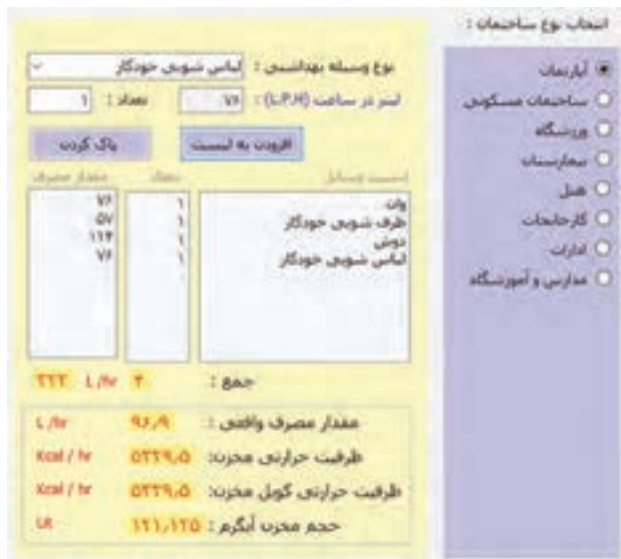 انتخاب نوع ساختمان :
آپارتمان
ساختمان مسکونی
ورزشگاه
بیمارستان
هتل
کارخانجات
ادارات
مدارس و آموزشگاه
نوع وسیله بهداشتی : لباس شویی خودکار
لیتر در ساعت (L.P.H) : ۷۶ تعداد : ۱
افزودن به لیست پاک کردن
لیست وسایل تعداد مقدار مصرف
وان ۱ ۷۶
ظرف شویی خودکار ۱ ۵۷
دوش ۱ ۱۱۴
لباس شویی خودکار ۱ ۷۶
جمع : ۴ ۳۲۳ L /hr
مقدار مصرف واقعی : ۹۶٫۹ L /hr
ظرفیت حرارتی مخزن: ۵۳۲۹٫۵ Kcal / hr
ظرفیت حرارتی کویل مخزن: ۵۳۲۹٫۵ Kcal / hr
حجم مخزن آبگرم : ۱۲۱٫۱۲۵ Lit